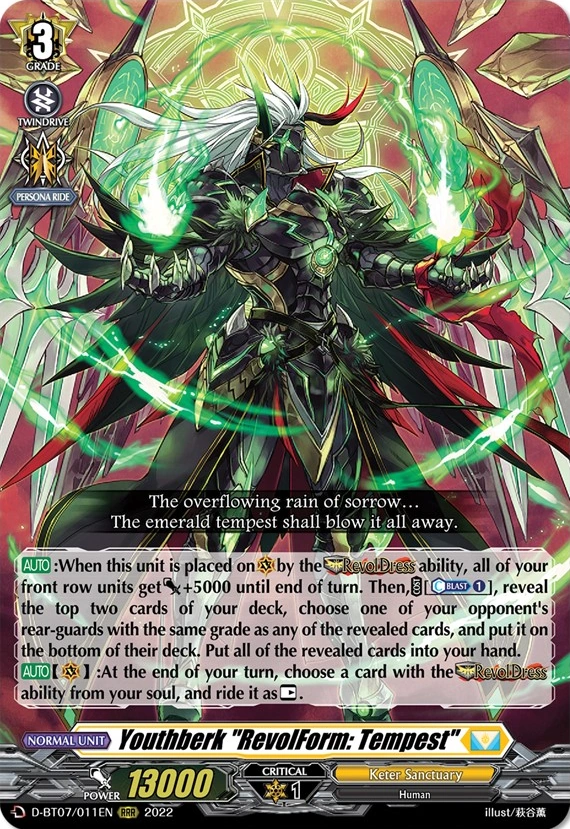 3
GRADE
TWINDRIVE
PERSONA RIDE
The overflowing rain of sorrow…
The emerald tempest shall blow it all away.
AUTO :When this unit is placed on by the RevolDress ability, all of your
front row units get +5000 until end of turn. Then, [C BLAST 1], reveal
the top two cards of your deck, choose one of your opponent's
rear-guards with the same grade as any of the revealed cards, and put it on
the bottom of their deck. Put all of the revealed cards into your hand.
AUTO【 】:At the end of your turn, choose a card with the RevolDress
ability from your soul, and ride it as .
NORMAL UNIT Youthberk "RevolForm: Tempest"
POWER 13000 CRITICAL 1 Keter Sanctuary
Human
D-BT07/011EN RRR 2022 illust/萩谷薫